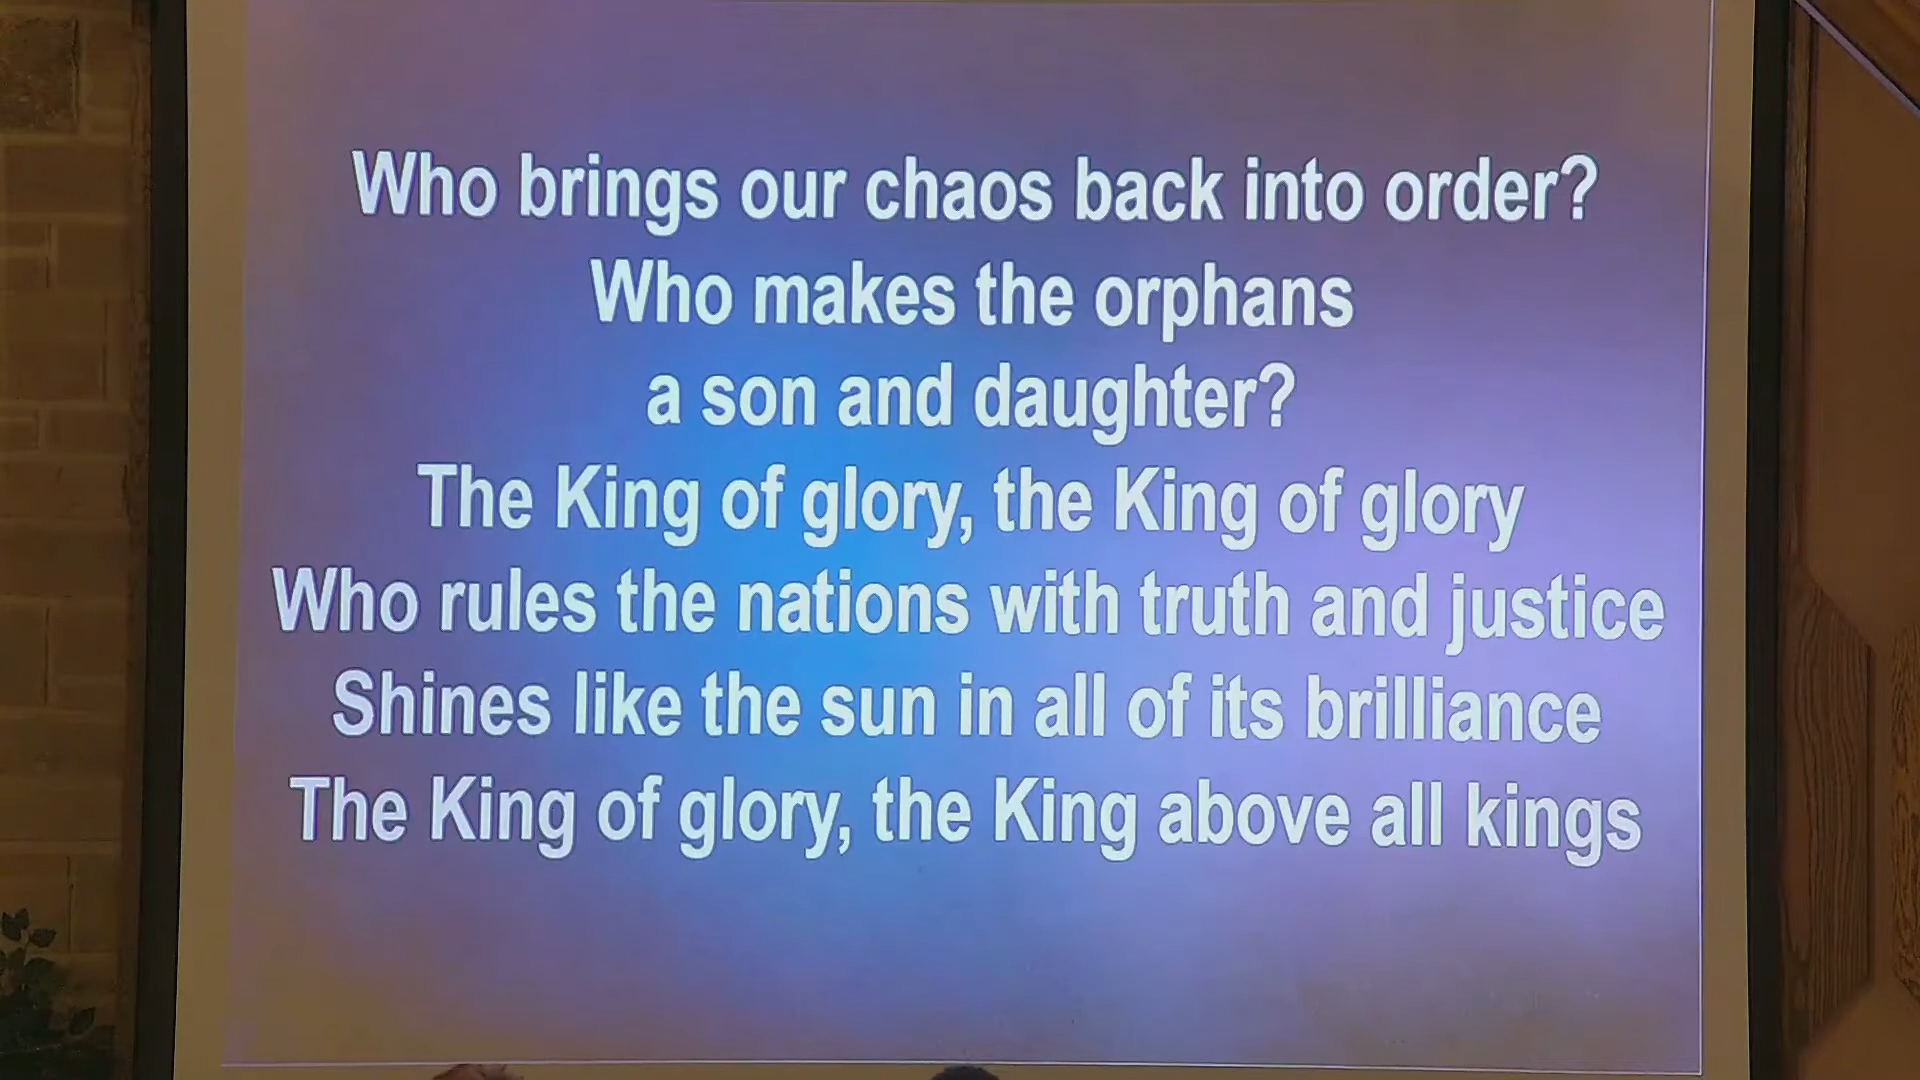 Who brings our chaos back into order?
Who makes the orphans
a son and daughter?
The King of glory, the King of glory
Who rules the nations with truth and justice
Shines like the sun in all of its brilliance
The King of glory, the King above all kings